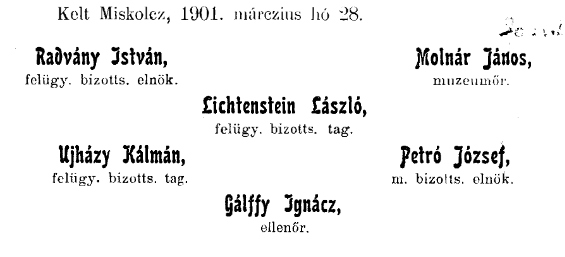 Kelt Miskolcz, 1901. márczius hó 28.
Radvány István,
felügy. bizotts. elnök.
Molnár János,
muzeumőr.
Lichtenstein László,
felügy. bizotts. tag.
Ujházy Kálmán,
felügy. bizotts. tag.
Petró József,
m. bizotts. elnök.
Gálffy Ignácz,
ellenőr.